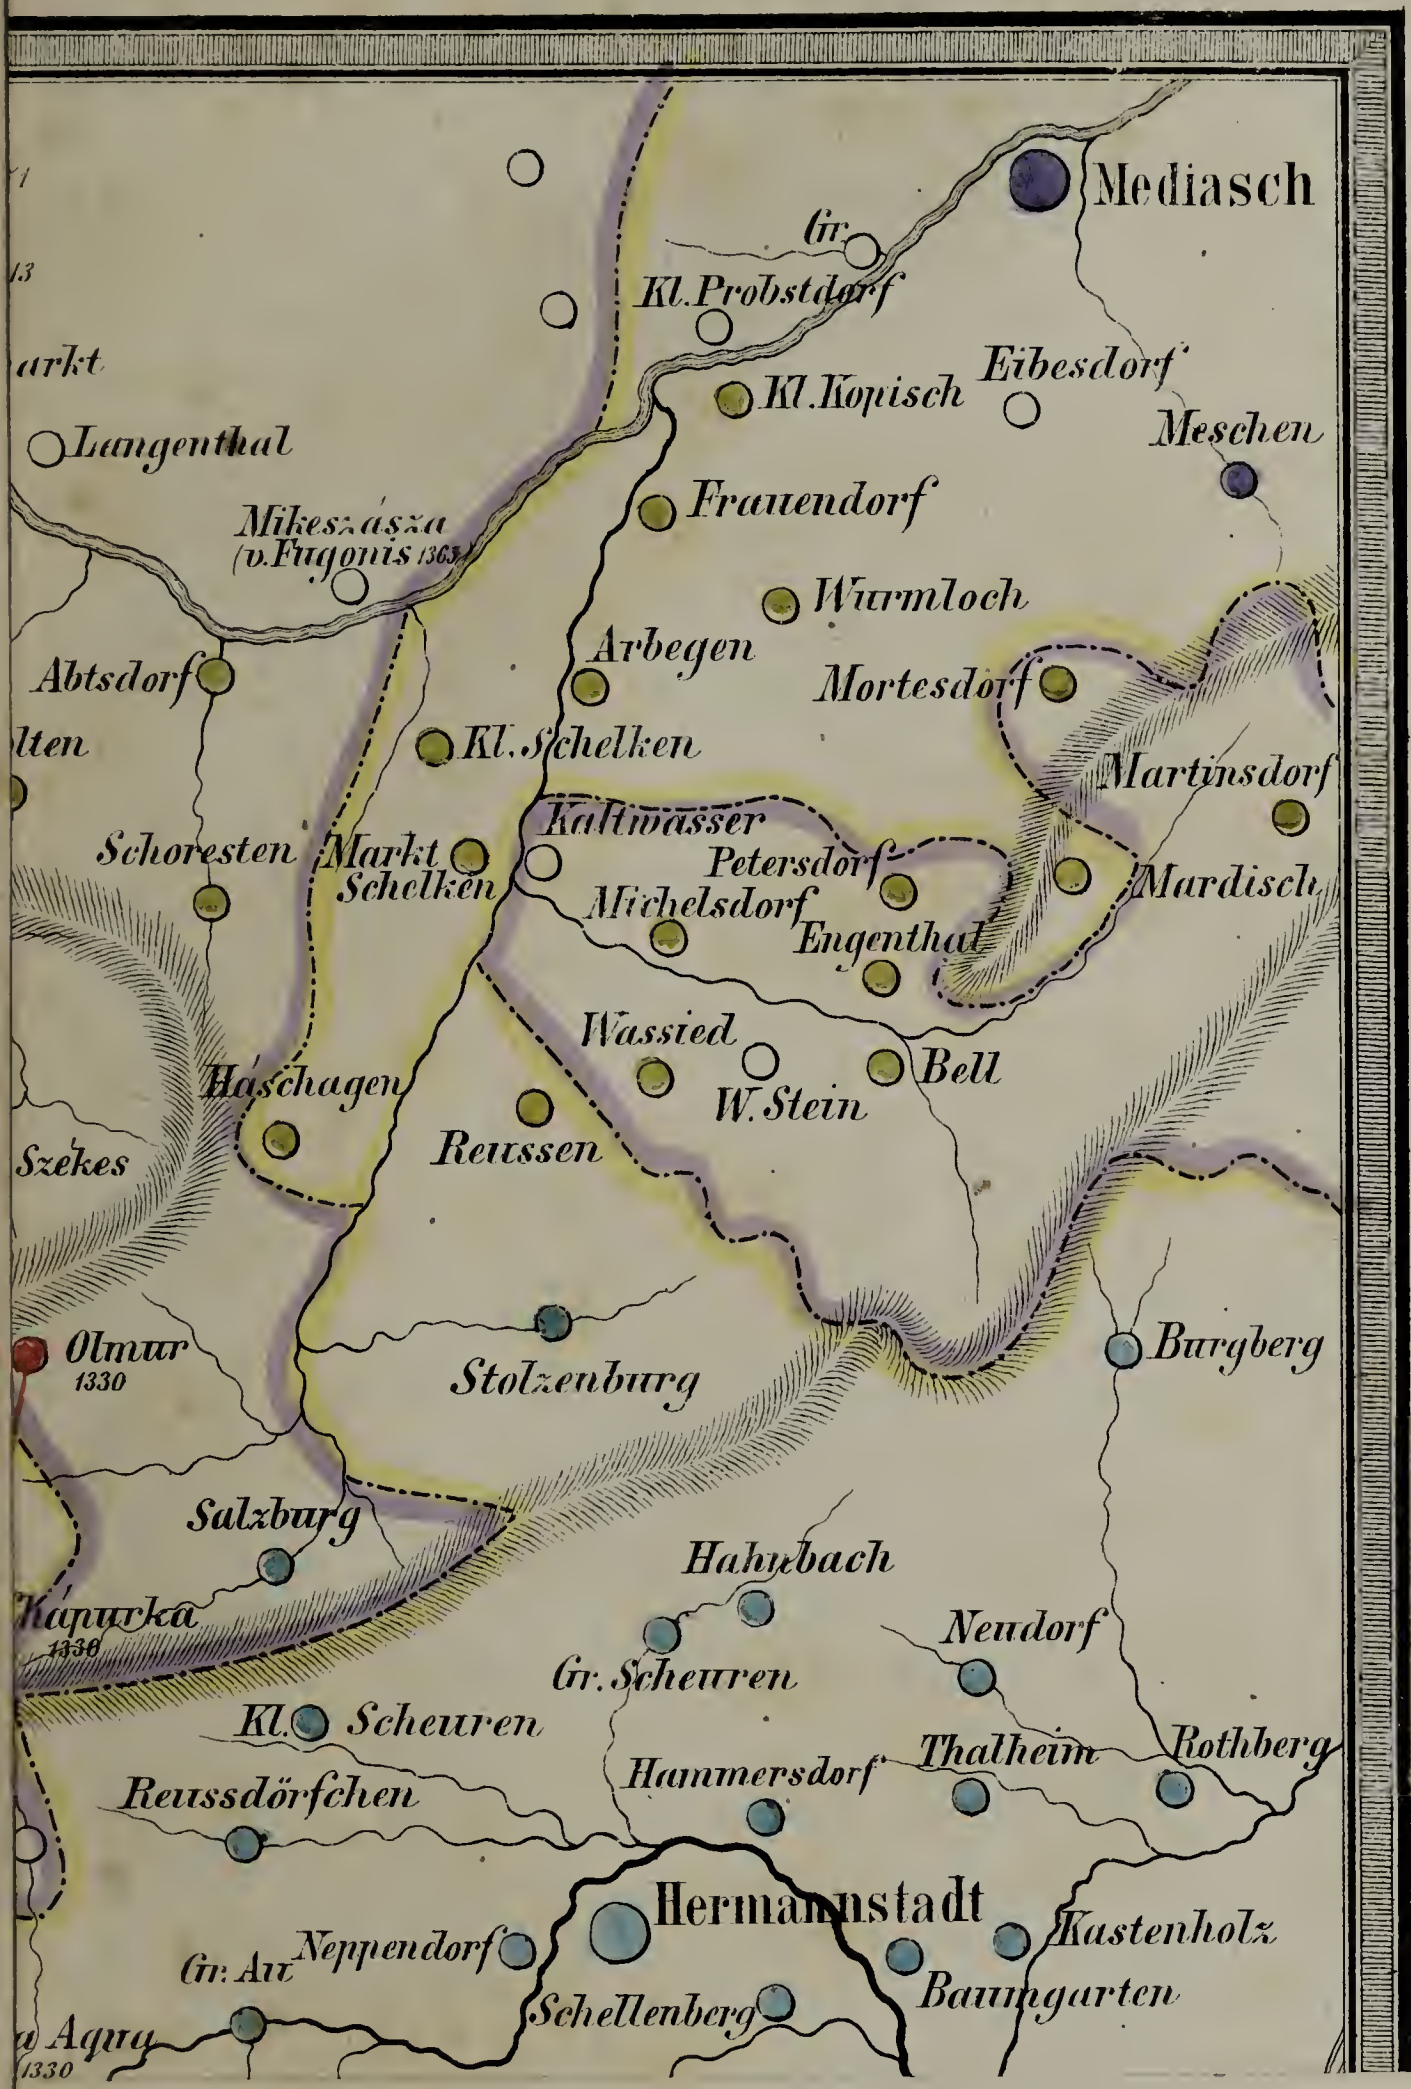 Mediasch
Gr.
Kl. Probstdorf
Eibesdorf
arkt
Kl. Kopisch
Meschen
Langenthal
Frauendorf
Mikeszásza
(v. Fugonis 1363)
Wurmloch
Arbegen
Abtsdorf
Mortesdorf
lten
Kl. Schelken
Martinsdorf
Kaltwasser
Schoresten
Markt
Schelken
Petersdorf
Mardisch
Michelsdorf
Engenthal
Wassied
Bell
Háschagen
W. Stein
Reussen
Székes
Olmur
1330
Burgberg
Stolzenburg
Salzburg
Hahnbach
Kápurka
1330
Neudorf
Gr. Scheuren
Kl. Scheuren
Thalheim
Rothberg
Hammersdorf
Reussdörfchen
Hermannstadt
Kastenholz
Neppendorf
Gr. Au
Baumgarten
Schellenberg
a Aqua
1330